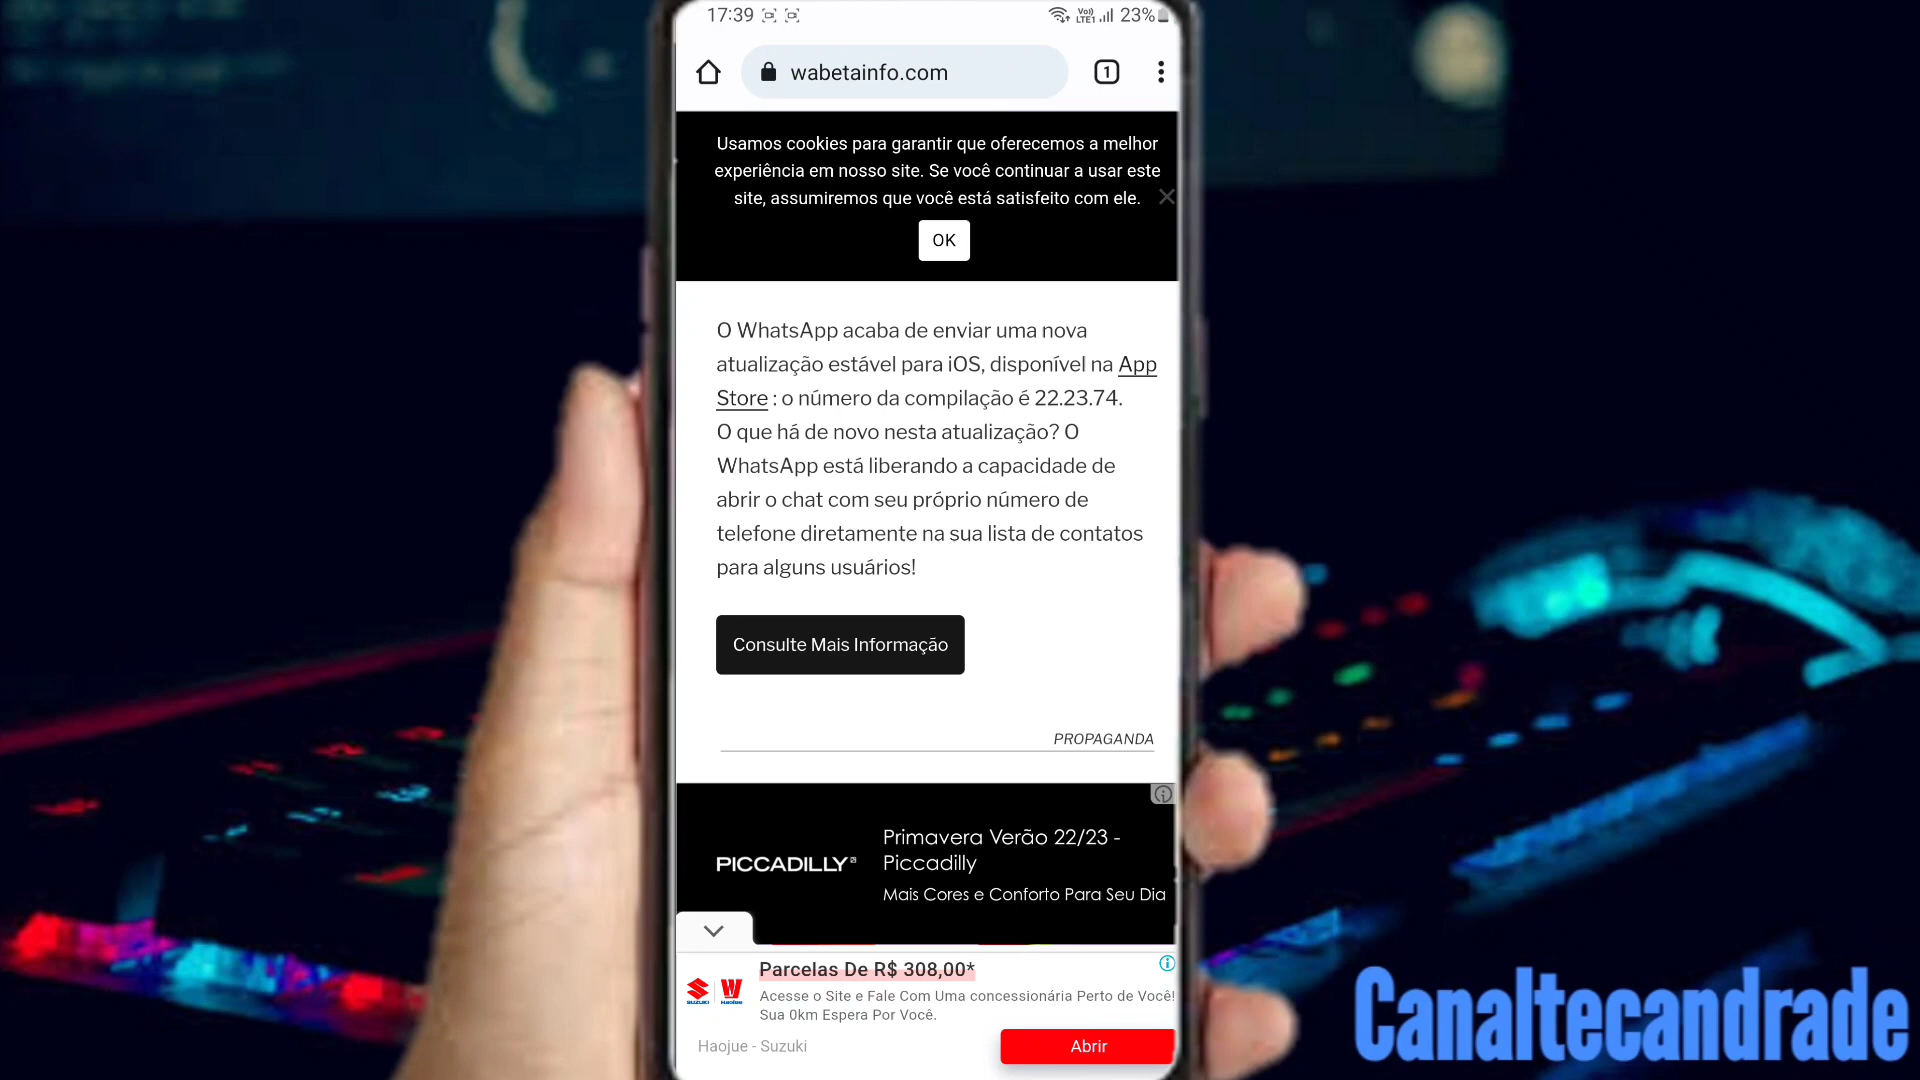 17:39
Vo))
LTE1
23%
wabetainfo.com
1
Usamos cookies para garantir que oferecemos a melhor
experiência em nosso site. Se você continuar a usar este
site, assumiremos que você está satisfeito com ele.
OK
O WhatsApp acaba de enviar uma nova
atualização estável para iOS, disponível na App
Store : o número da compilação é 22.23.74.
O que há de novo nesta atualização? O
WhatsApp está liberando a capacidade de
abrir o chat com seu próprio número de
telefone diretamente na sua lista de contatos
para alguns usuários!
Consulte Mais Informação
PROPAGANDA
PICCADILLY
Primavera Verão 22/23 -
Piccadilly
Mais Cores e Conforto Para Seu Dia
Parcelas De R$ 308,00*
Acesse o Site e Fale Com Uma concessionária Perto de Você!
Sua 0km Espera Por Você.
SUZUKI
Haojue
Haojue - Suzuki
Abrir
Canaltecandrade